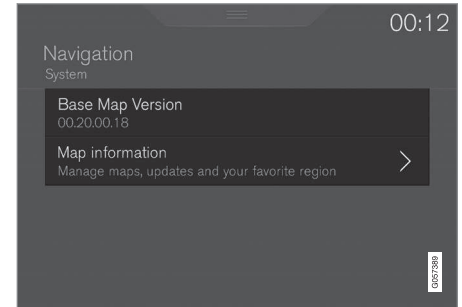 00:12
Navigation
System
Base Map Version
00.20.00.18
Map information
Manage maps, updates and your favorite region
G057389